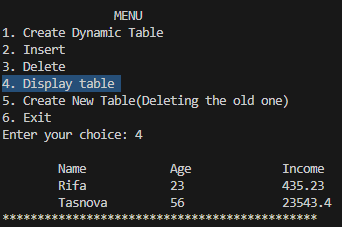 MENU
1. Create Dynamic Table
2. Insert
3. Delete
4. Display table
5. Create New Table(Deleting the old one)
6. Exit
Enter your choice: 4
Name Age Income
Rifa 23 435.23
Tasnova 56 23543.4
*********************************************